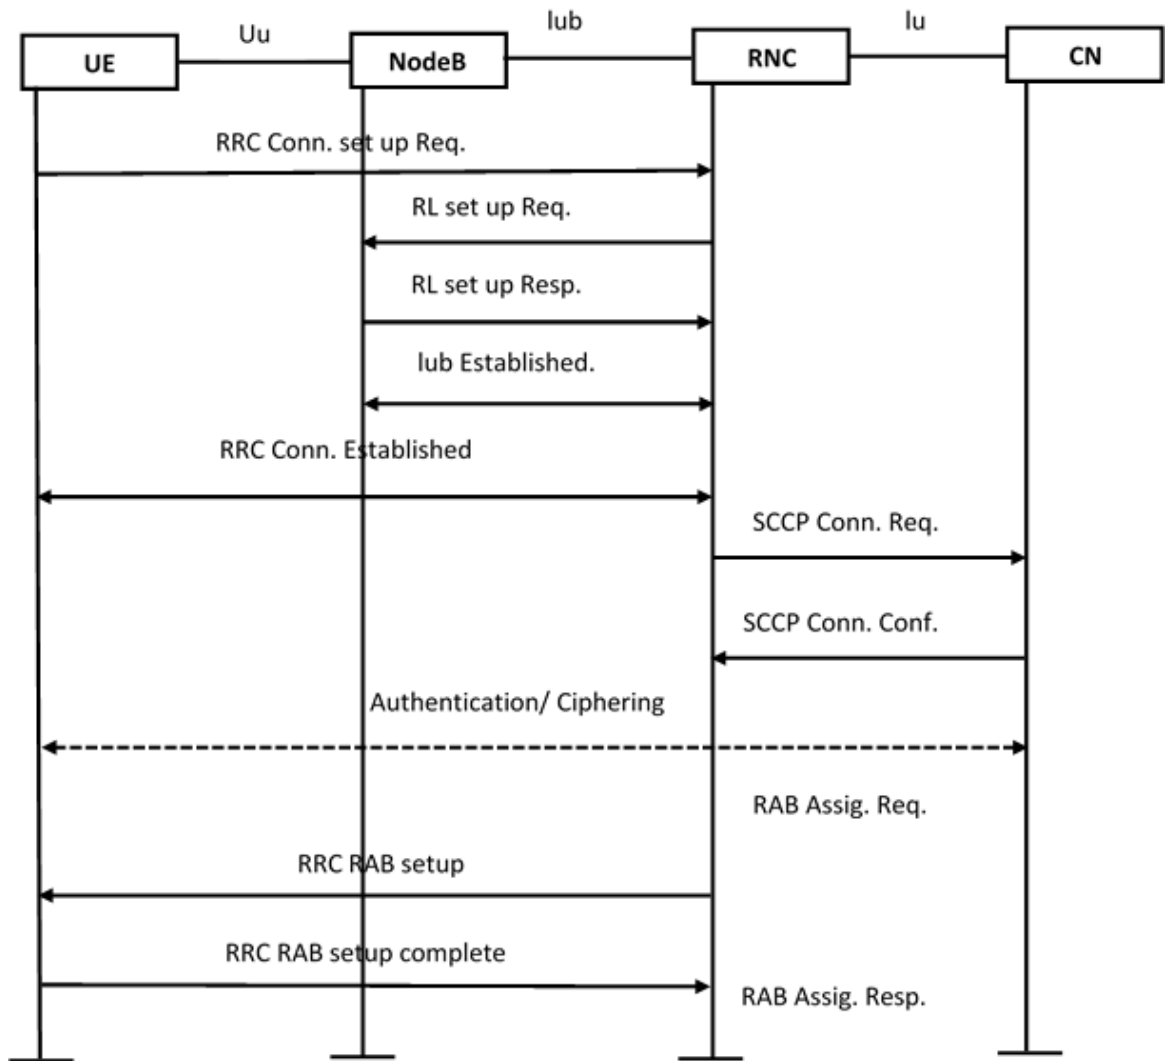 Uu
Iub
Iu
UE
NodeB
RNC
CN
RRC Conn. set up Req.
RL set up Req.
RL set up Resp.
Iub Established.
RRC Conn. Established
SCCP Conn. Req.
SCCP Conn. Conf.
Authentication/ Ciphering
RAB Assig. Req.
RRC RAB setup
RRC RAB setup complete
RAB Assig. Resp.